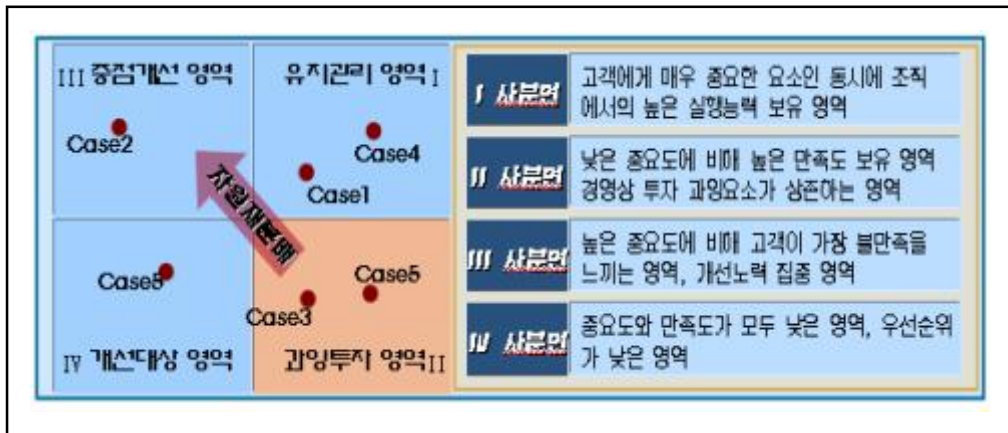 III 중점개선 영역
유지관리 영역 I
Case2
Case4
Case1
자원재분배
Case5
Case3
IV 개선대상 영역
과잉투자 영역II
I 사분면
고객에게 매우 중요한 요소인 동시에 조직
에서의 높은 실행능력 보유 영역
II 사분면
낮은 중요도에 비해 높은 만족도 보유 영역
경영상 투자 과잉요소가 상존하는 영역
III 사분면
높은 중요도에 비해 고객이 가장 불만족을
느끼는 영역, 개선노력 집중 영역
IV 사분면
중요도와 만족도가 모두 낮은 영역, 우선순위
가 낮은 영역